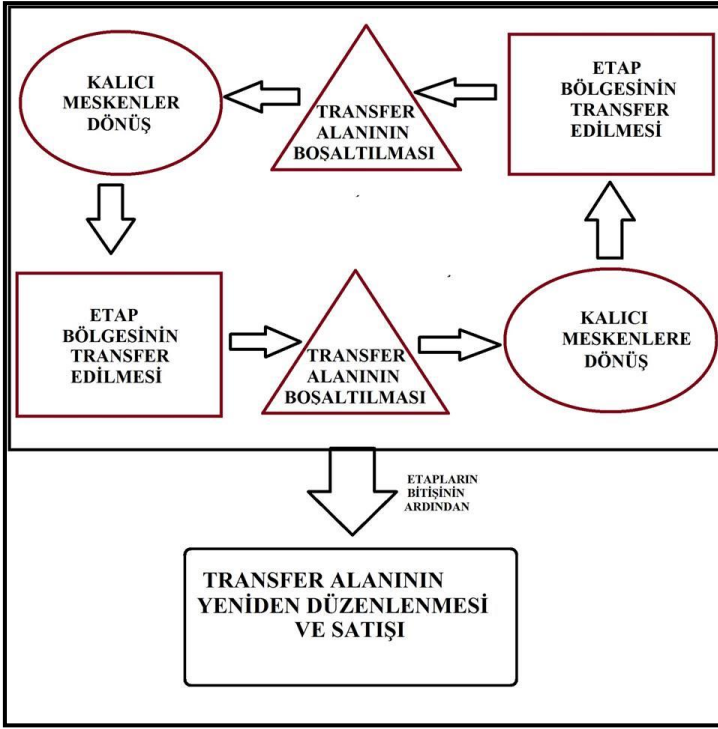 KALICI
MESKENLER
DÖNÜŞ
TRANSFER
ALANININ
BOŞALTILMASI
ETAP
BÖLGESİNİN
TRANSFER
EDİLMESİ
ETAP
BÖLGESİNİN
TRANSFER
EDİLMESİ
TRANSFER
ALANININ
BOŞALTILMASI
KALICI
MESKENLERE
DÖNÜŞ
ETAPLARIN
BİTİŞİNİN
ARDINDAN
TRANSFER ALANININ
YENİDEN DÜZENLENMESİ
VE SATIŞI